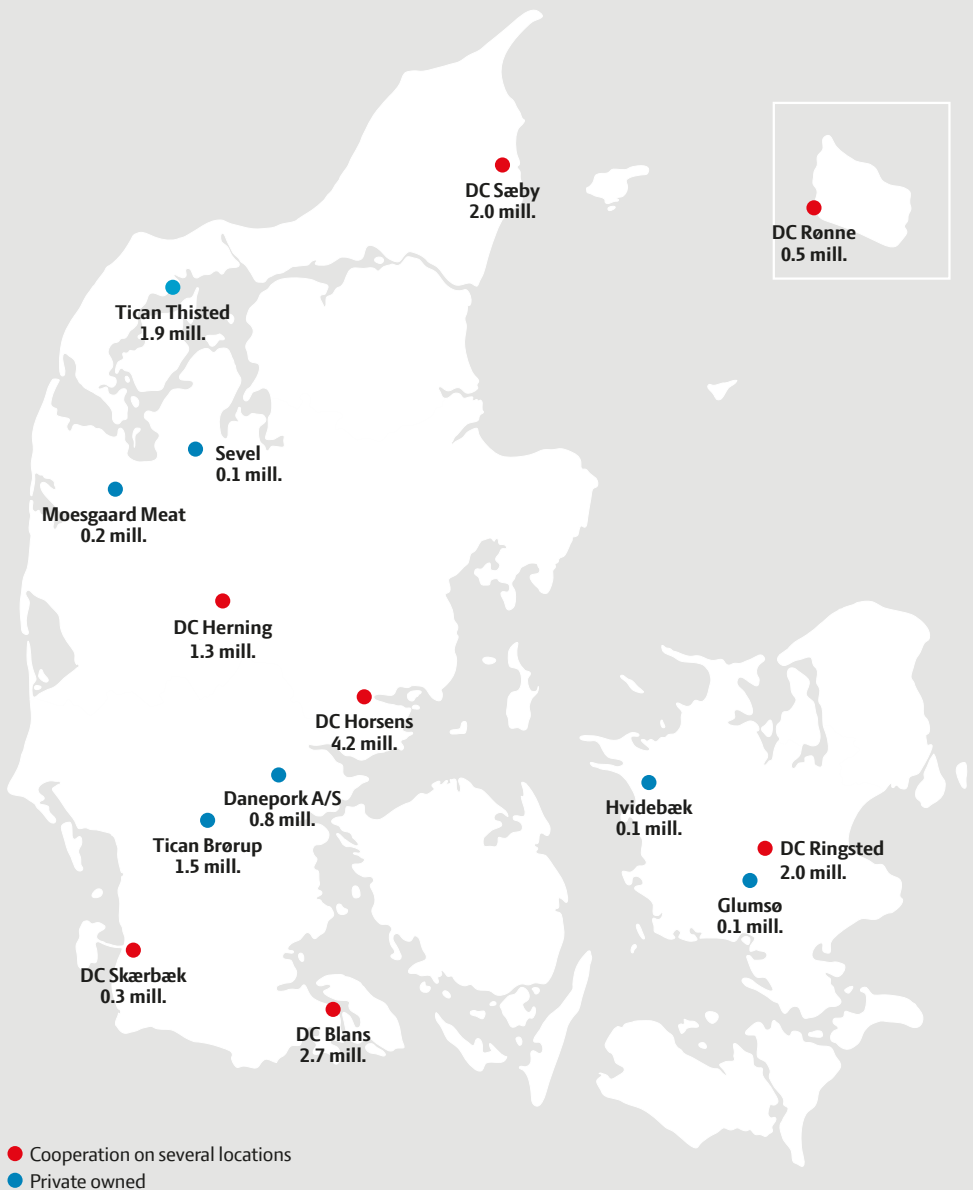 DC Sæby
2.0 mill.
DC Rønne
0.5 mill.
Tican Thisted
1.9 mill.
Sevel
0.1 mill.
Moesgaard Meat
0.2 mill.
DC Herning
1.3 mill.
DC Horsens
4.2 mill.
Danepork A/S
0.8 mill.
Hvidebæk
0.1 mill.
Tican Brørup
1.5 mill.
DC Ringsted
2.0 mill.
Glumsø
0.1 mill.
DC Skærbæk
0.3 mill.
DC Blans
2.7 mill.
Cooperation on several locations
Private owned